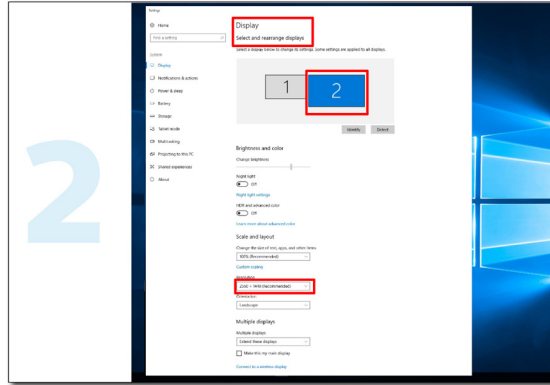 2
Settings
Home
Find a setting
System
Display
Notifications & actions
Power & sleep
Battery
Storage
Tablet mode
Multitasking
Projecting to this PC
Shared experiences
About
Display
Select and rearrange displays
Select a display below to change its settings. Some settings are applied to all displays.
1
2
Identify
Detect
Brightness and color
Change brightness
Night light
Off
Night light settings
HDR and advanced color
Off
Learn more about advanced color
Scale and layout
Change the size of text, apps, and other items
100% (Recommended)
Custom scaling
Resolution
2560 × 1440 (Recommended)
Orientation
Landscape
Multiple displays
Multiple displays
Extend these displays
Make this my main display
Connect to a wireless display